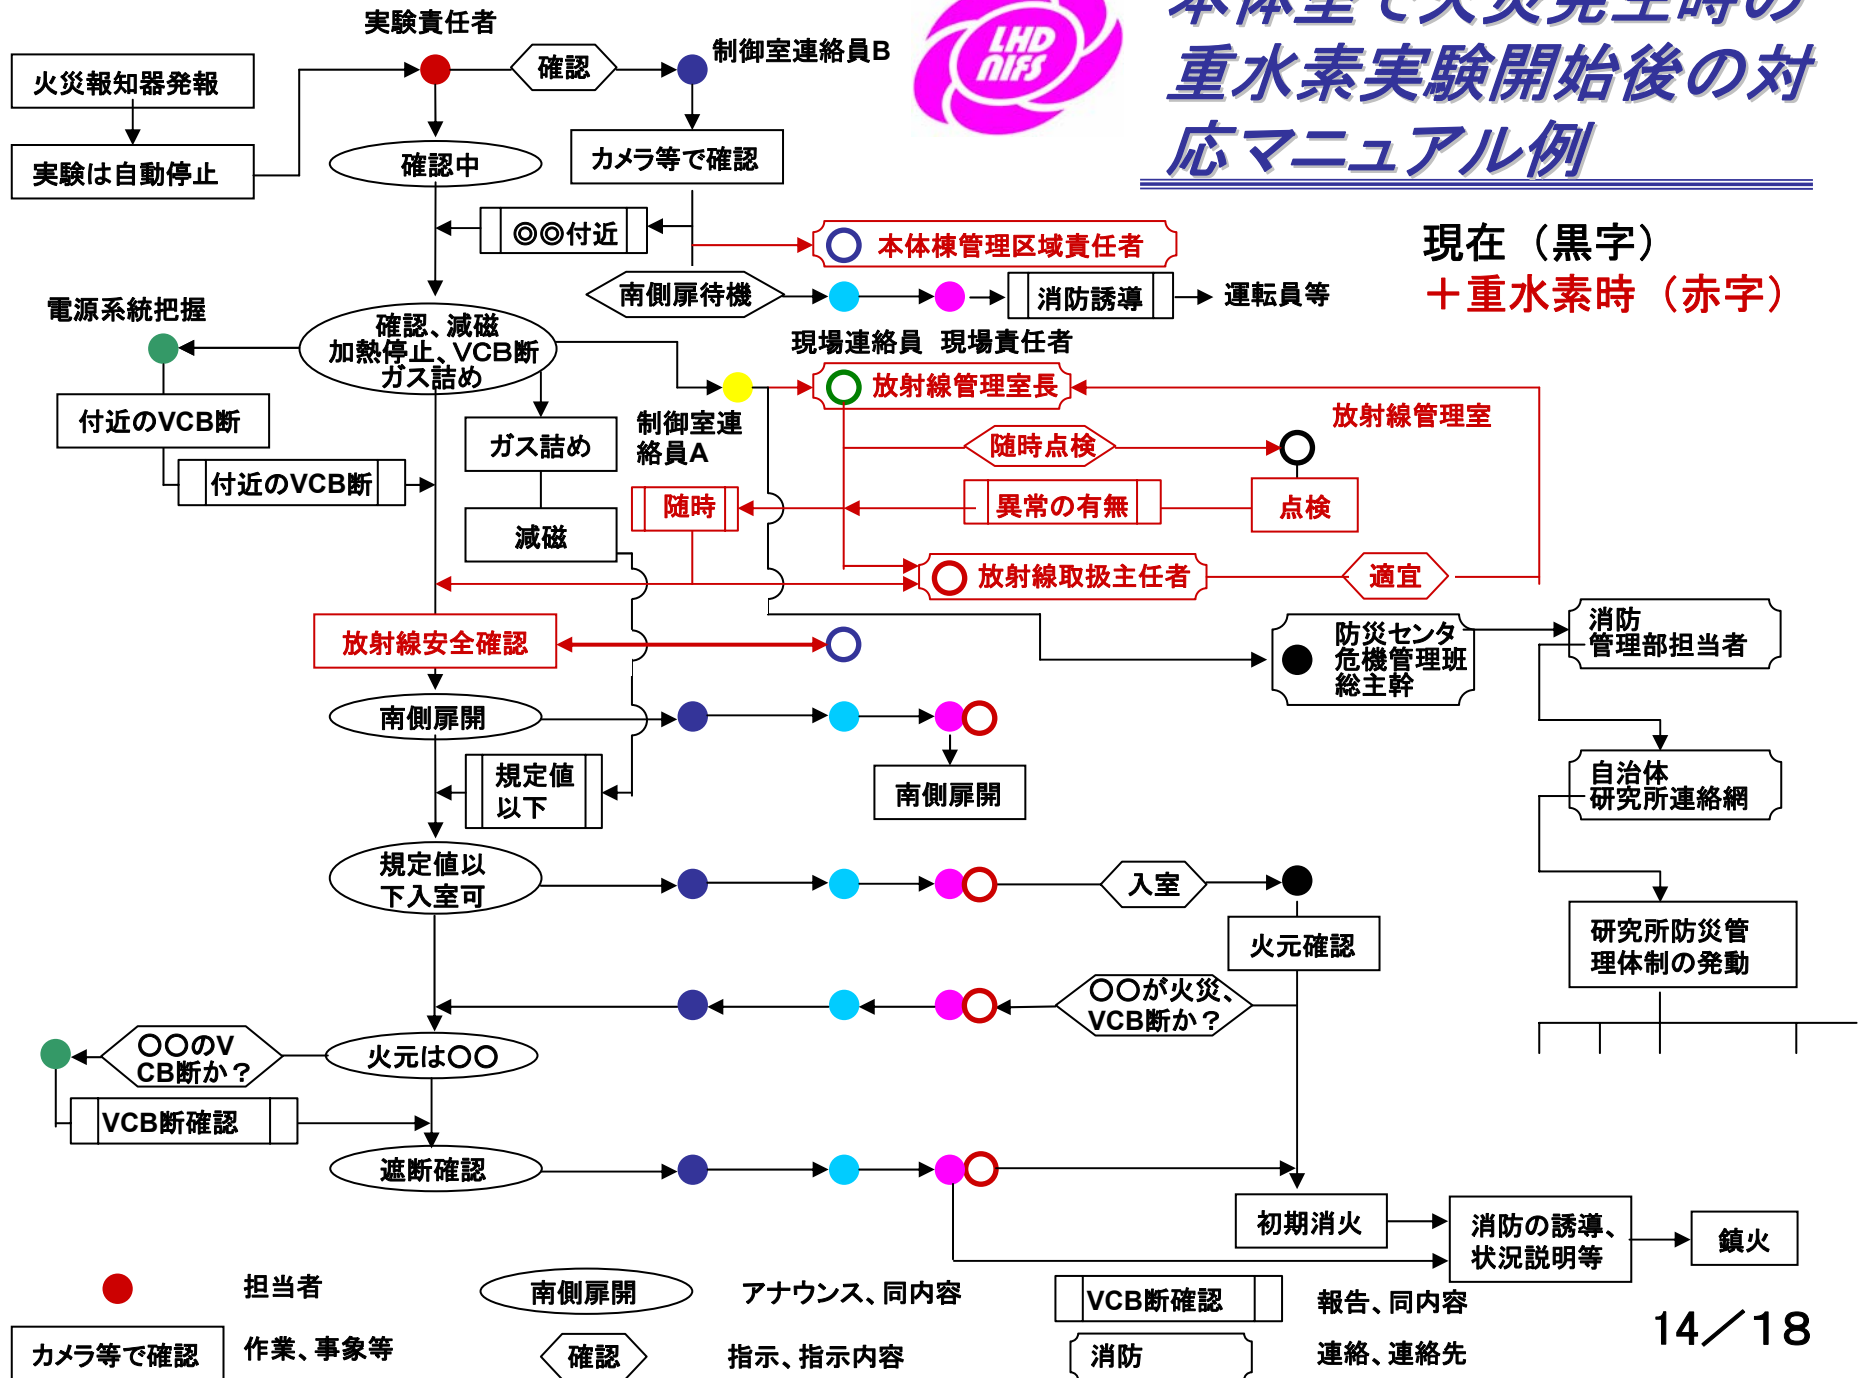 本体室で火災発生時の
重水素実験開始後の対
応マニュアル例
LHD
NIFS
現在（黒字）
＋重水素時（赤字）
実験責任者
確認
制御室連絡員B
火災報知器発報
実験は自動停止
確認中
カメラ等で確認
◎◎付近
本体棟管理区域責任者
南側扉待機
消防誘導
運転員等
現場連絡員
現場責任者
電源系統把握
確認、減磁
加熱停止、VCB断
ガス詰め
付近のVCB断
付近のVCB断
ガス詰め
減磁
制御室連
絡員A
放射線管理室長
放射線管理室
随時点検
随時
異常の有無
点検
放射線取扱主任者
適宜
放射線安全確認
防災センタ
危機管理班
総主幹
消防
管理部担当者
南側扉開
南側扉開
規定値
以下
自治体
研究所連絡網
規定値以
下入室可
入室
火元確認
研究所防災管
理体制の発動
〇〇が火災、
VCB断か？
〇〇のV
CB断か？
火元は〇〇
VCB断確認
遮断確認
初期消火
消防の誘導、
状況説明等
鎮火
担当者
南側扉開
アナウンス、同内容
VCB断確認
報告、同内容
カメラ等で確認
作業、事象等
確認
指示、指示内容
消防
連絡、連絡先
14／18